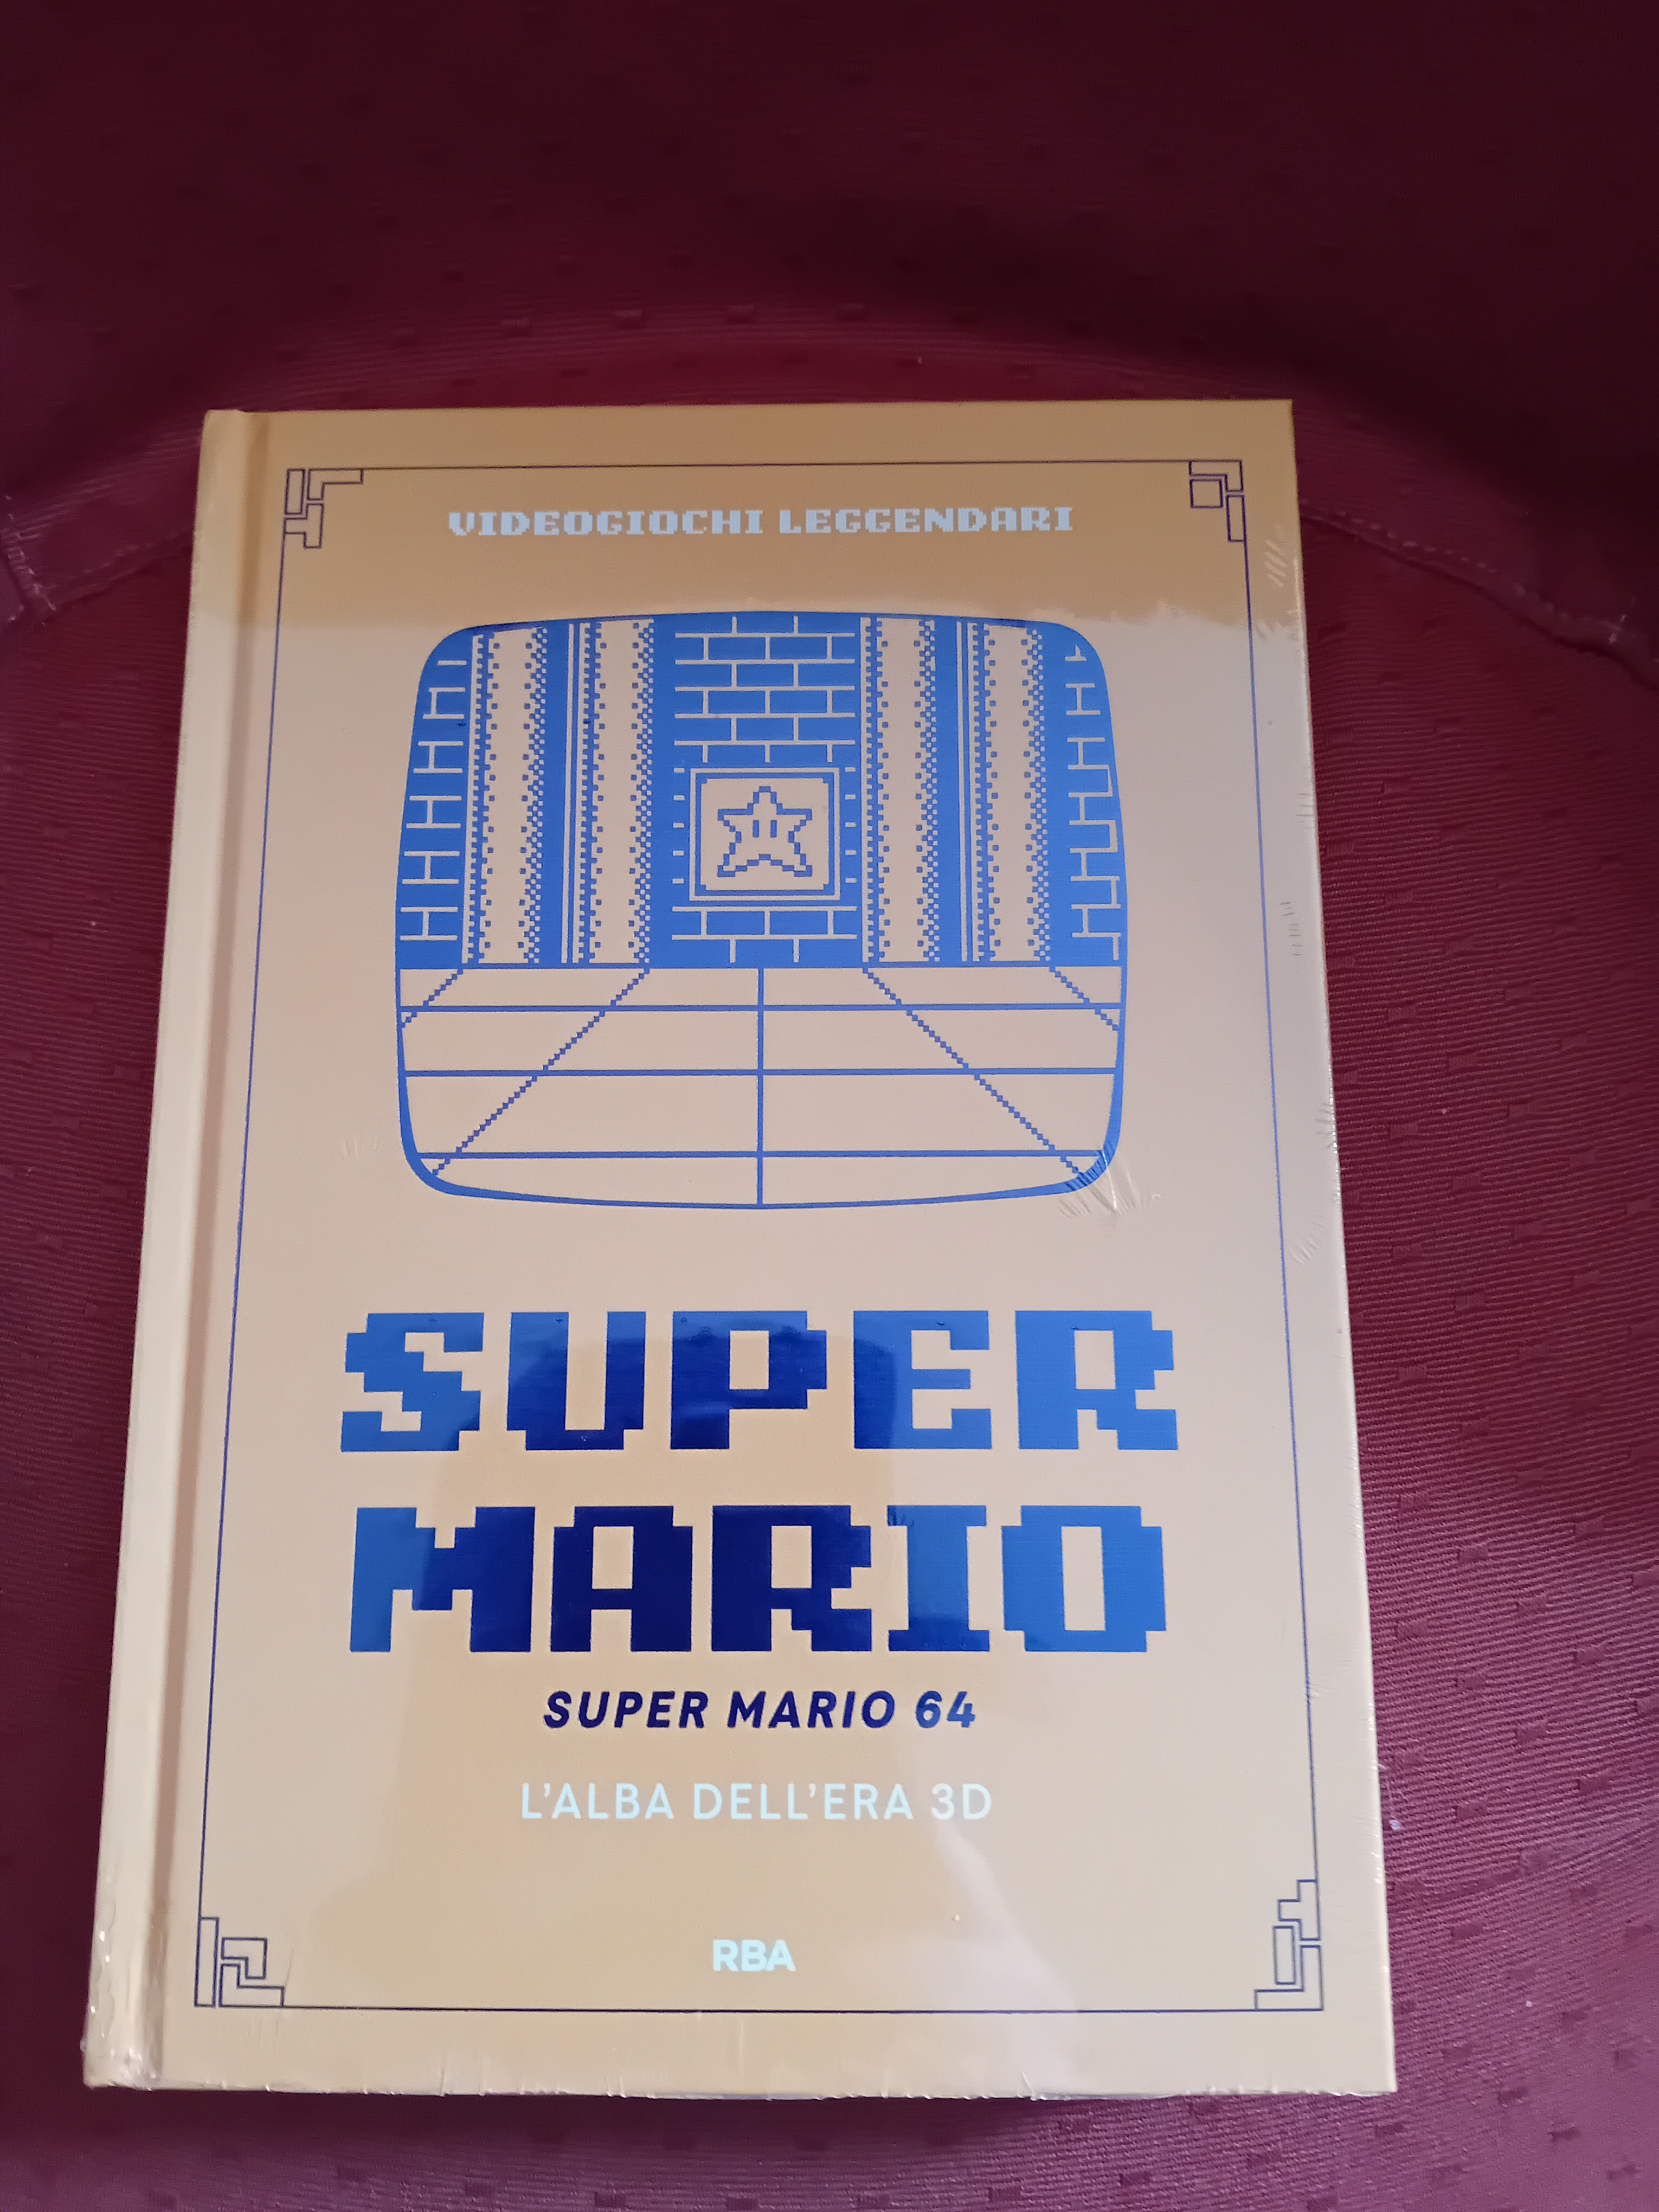 VIDEOGIOCHI LEGGENDARI
SUPER
MARIO
SUPER MARIO 64
L'ALBA DELL'ERA 3D
RBA